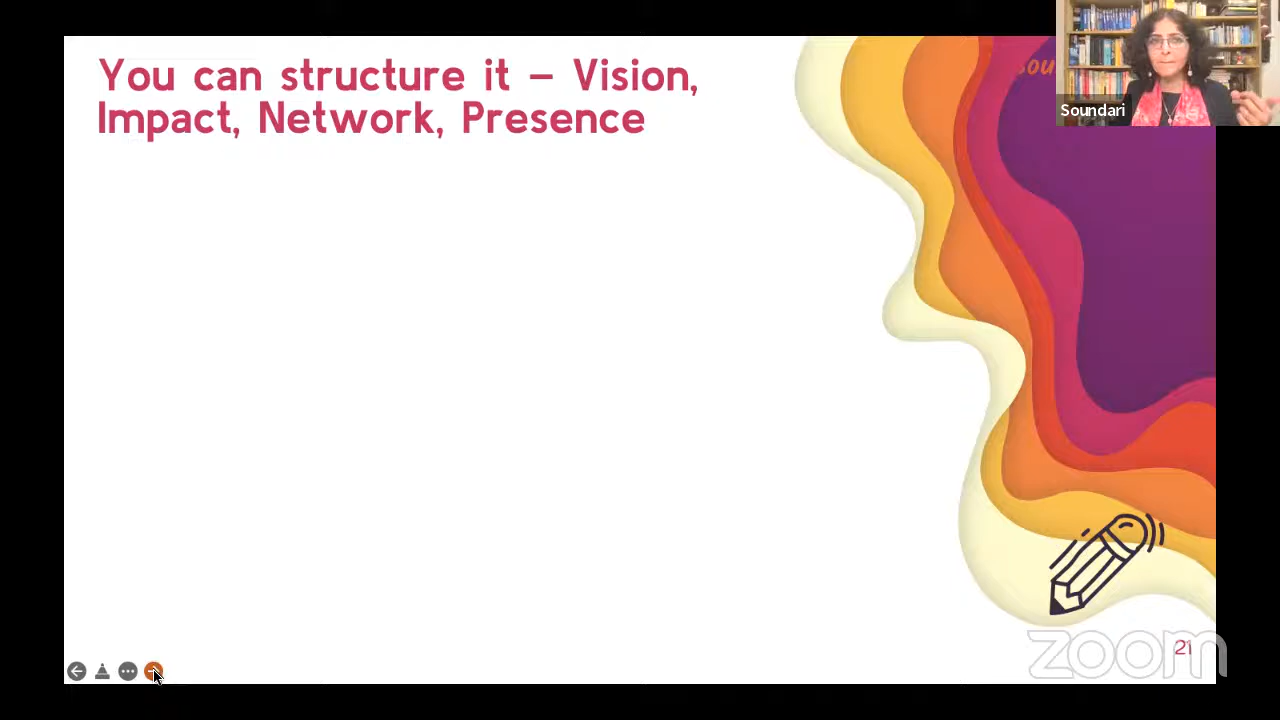 You can structure it – Vision,
Impact, Network, Presence
Soundari
21
zoom